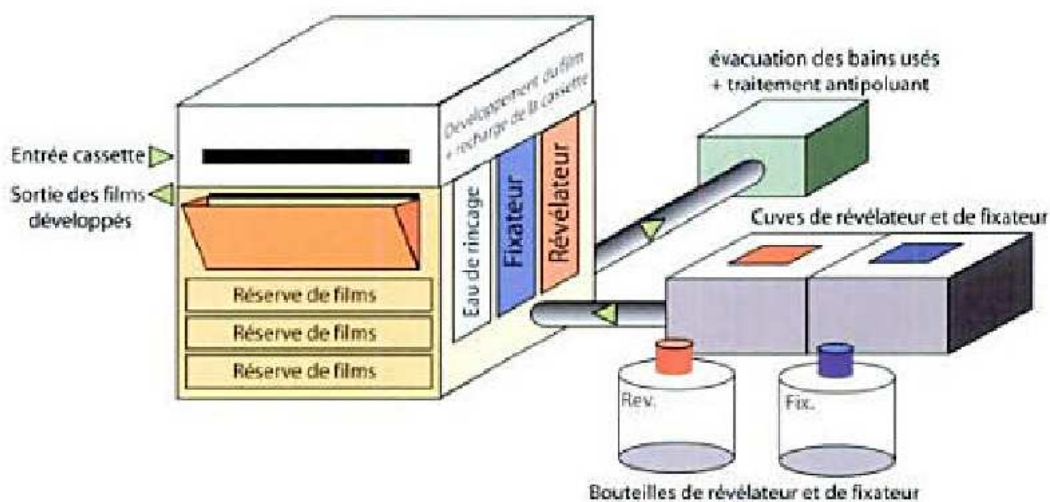 évacuation des bains usés
+ traitement antipoluant
Développement du film
+ recharge de la cassette
Entrée cassette
Sortie des films
développés
Eau de rincage
Fixateur
Révélateur
Cuves de révélateur et de fixateur
Réserve de films
Réserve de films
Réserve de films
Rev.
Fix.
Bouteilles de révélateur et de fixateur